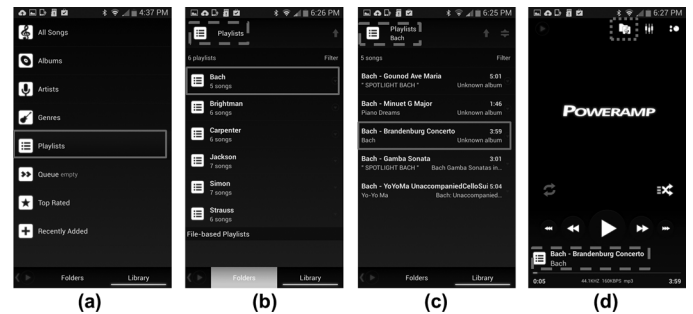 4:37 PM
All Songs
Albums
Artists
Genres
Playlists
Queue empty
Top Rated
Recently Added
Folders Library
(a)
6:26 PM
Playlists
6 playlists Filter
Bach
5 songs
Brightman
6 songs
Carpenter
6 songs
Jackson
7 songs
Simon
7 songs
Strauss
6 songs
File-based Playlists
Folders Library
(b)
6:25 PM
Playlists
Bach
5 songs Filter
Bach - Gounod Ave Maria 5:01
" SPOTLIGHT BACH " Unknown album
Bach - Minuet G Major 1:46
Piano Dreams Unknown album
Bach - Brandenburg Concerto 3:59
Bach Unknown album
Bach - Gamba Sonata 3:01
" SPOTLIGHT BACH " Bach Gamba Sonatas in...
Bach - YoYoMa UnaccompaniedCelloSui 5:04
Yo-Yo Ma Bach: Unaccompanied...
Folders Library
(c)
6:27 PM
POWERAMP
Bach - Brandenburg Concerto
Bach
0:05 44.1KHZ 160KBPS mp3 3:59
(d)